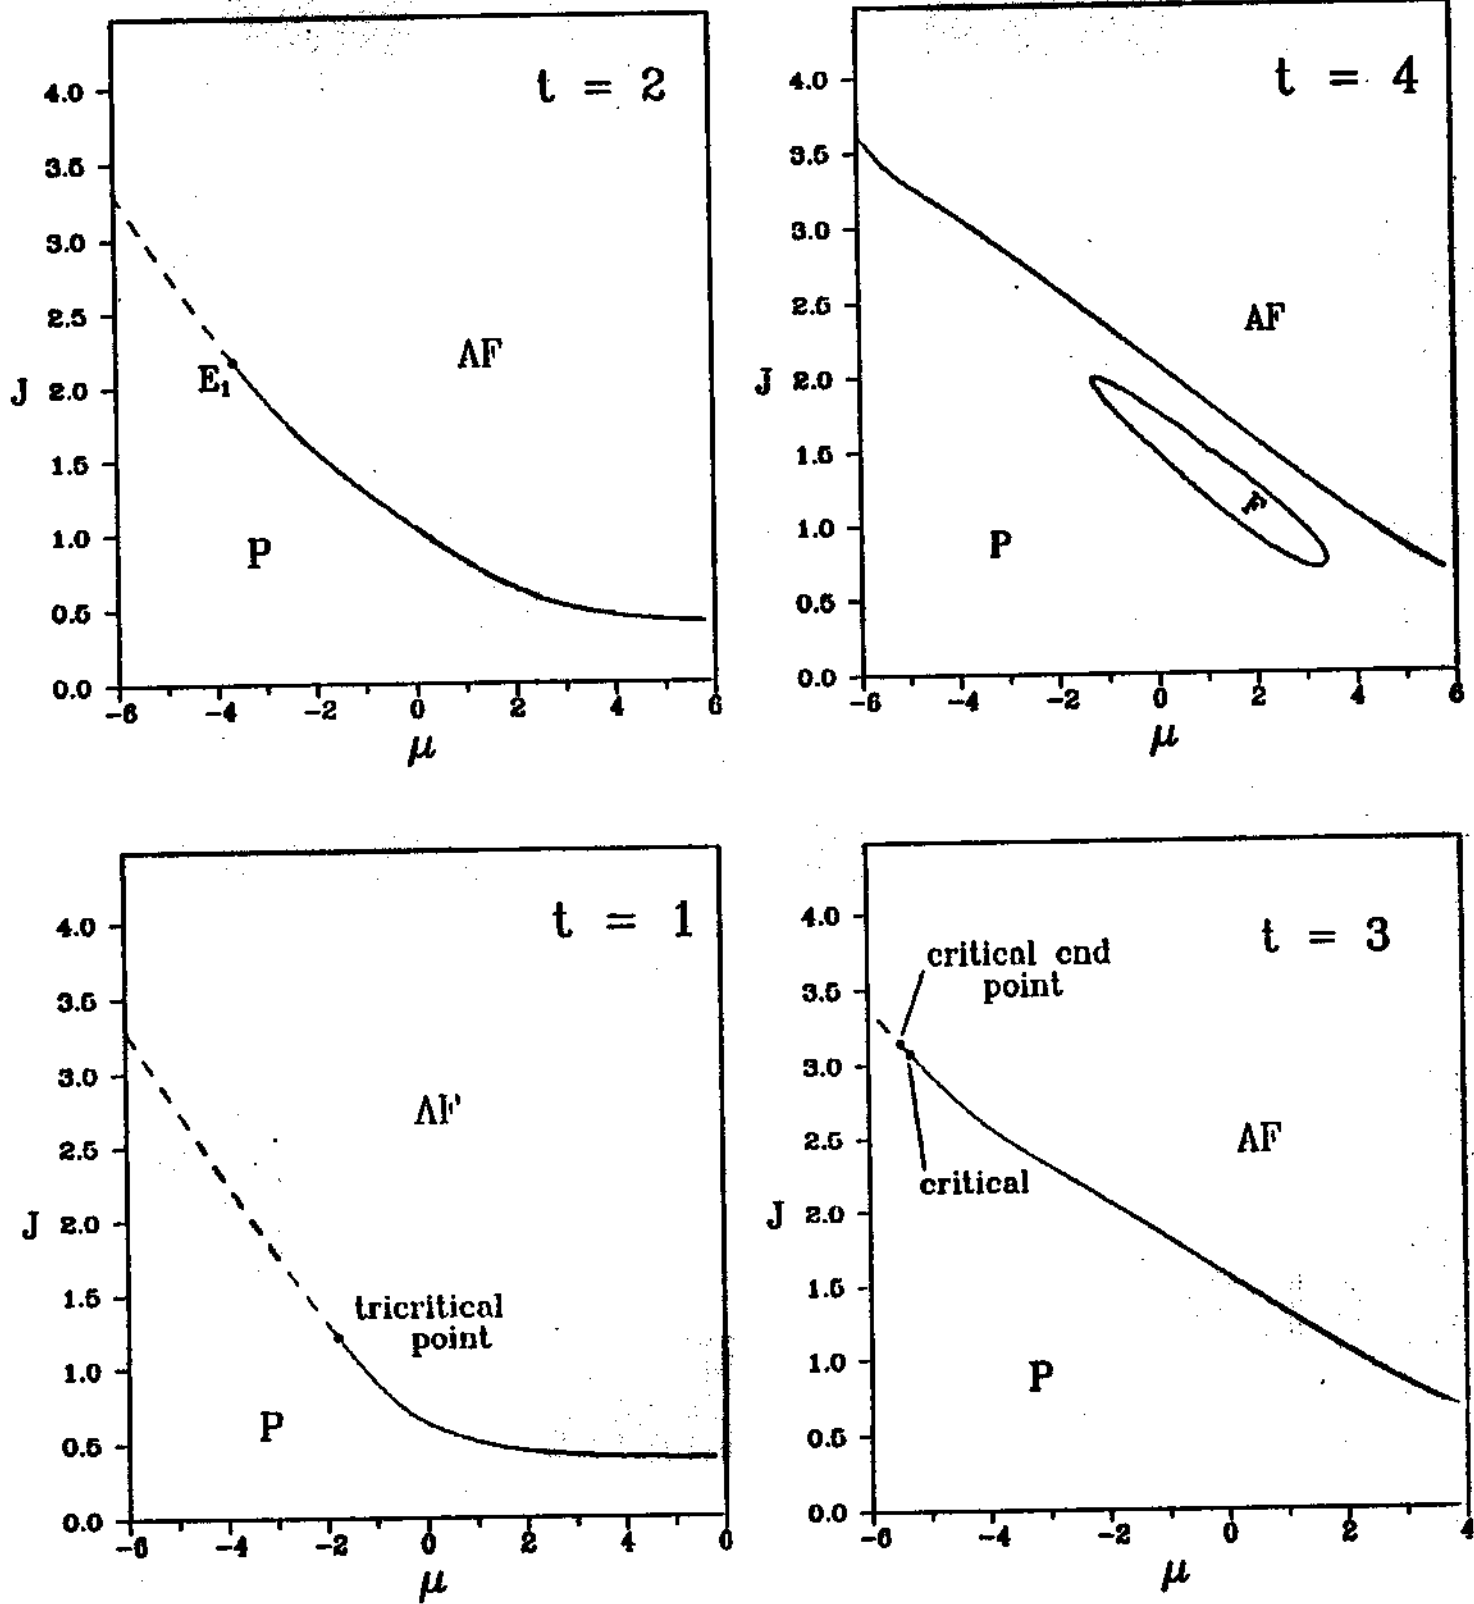 t = 2
4.0
3.5
3.0
2.5
J 2.0
1.5
1.0
0.5
0.0
AF
E1
P
-6 -4 -2 0 2 4 6
μ
t = 4
4.0
3.5
3.0
2.5
J 2.0
1.5
1.0
0.5
0.0
AF
F
P
-6 -4 -2 0 2 4 6
μ
t = 1
4.0
3.5
3.0
2.5
J 2.0
1.5
1.0
0.5
0.0
AF
tricritical
point
P
-6 -4 -2 0 2 4 6
μ
t = 3
4.0
3.5
3.0
2.5
J 2.0
1.5
1.0
0.5
0.0
critical end
point
critical
AF
P
-6 -4 -2 0 2 4
μ